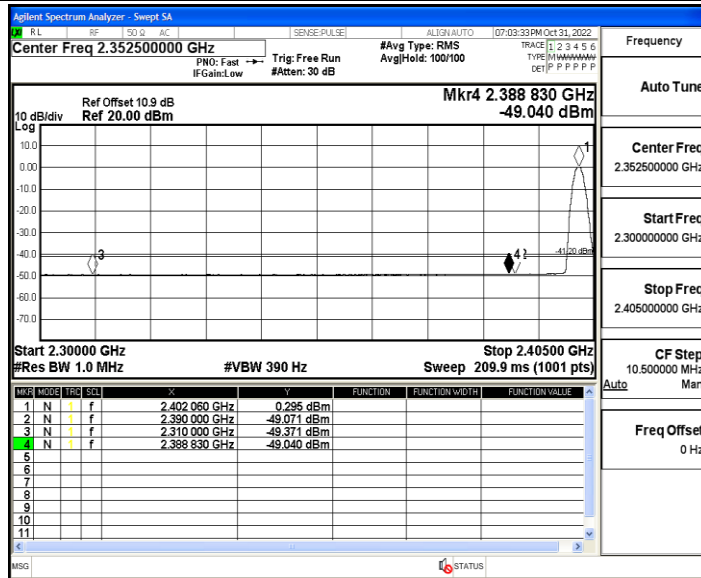 Agilent Spectrum Analyzer - Swept SA
RL RF 50 Ω AC SENSE:PULSE ALIGN AUTO 07:03:33 PM Oct 31, 2022
Center Freq 2.352500000 GHz
PNO: Fast
IFGain:Low
Trig: Free Run
#Atten: 30 dB
#Avg Type: RMS
Avg|Hold: 100/100
TRACE 1 2 3 4 5 6
TYPE MWWWWW
DET P P P P P P
Frequency
Auto Tune
Center Freq
2.352500000 GHz
Start Freq
2.300000000 GHz
Stop Freq
2.405000000 GHz
CF Step
10.500000 MHz
Auto Man
Freq Offset
0 Hz
Mkr4 2.388 830 GHz
-49.040 dBm
Ref Offset 10.9 dB
10 dB/div Ref 20.00 dBm
Log
10.0
0.00
-10.0
-20.0
-30.0
-40.0
-50.0
-60.0
-70.0
1
3
4 2
-41.20 dBm
Start 2.30000 GHz Stop 2.40500 GHz
#Res BW 1.0 MHz #VBW 390 Hz Sweep 209.9 ms (1001 pts)
MKR MODE TRC SCL X Y FUNCTION FUNCTION WIDTH FUNCTION VALUE
1 N 1 f 2.402 060 GHz 0.295 dBm
2 N 1 f 2.390 000 GHz -49.071 dBm
3 N 1 f 2.310 000 GHz -49.371 dBm
4 N 1 f 2.388 830 GHz -49.040 dBm
5
6
7
8
9
10
11
MSG STATUS